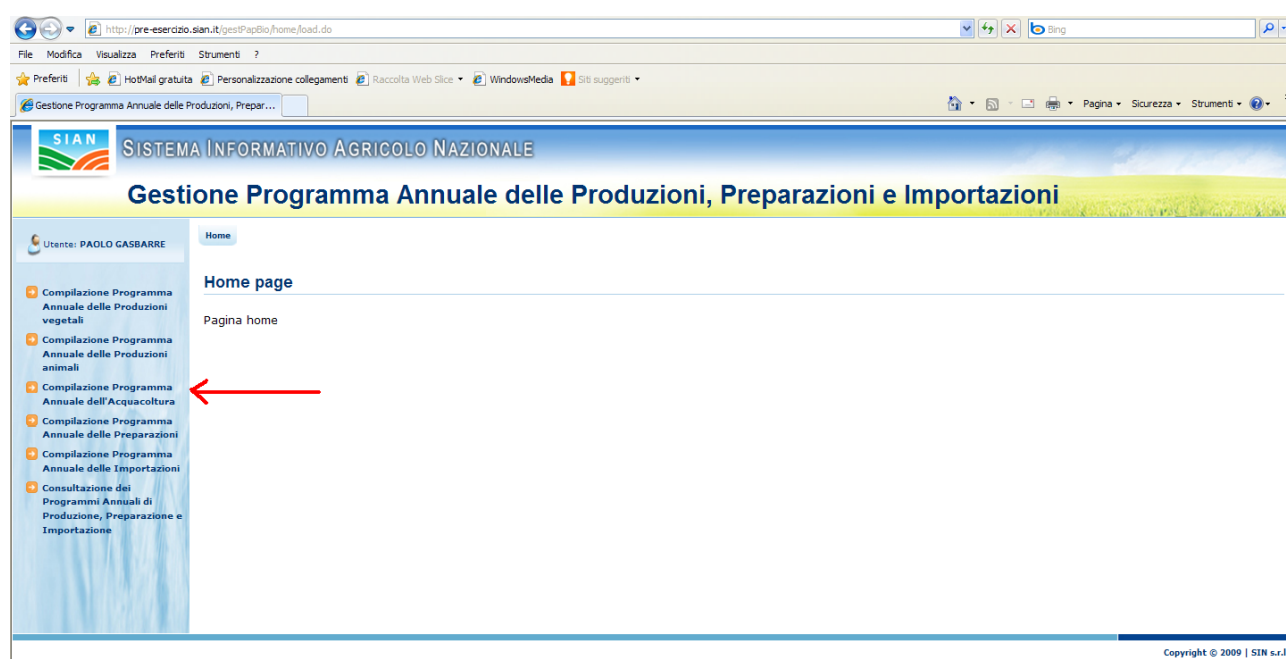 http://pre-esercizio.sian.it/gestPapBio/home/load.do
Bing
File Modifica Visualizza Preferiti Strumenti ?
Preferiti HotMail gratuita Personalizzazione collegamenti Raccolta Web Slice WindowsMedia Siti suggeriti
Gestione Programma Annuale delle Produzioni, Prepar...
Pagina Sicurezza Strumenti
SIAN
SISTEMA INFORMATIVO AGRICOLO NAZIONALE
Gestione Programma Annuale delle Produzioni, Preparazioni e Importazioni
Utente: PAOLO GASBARRE
Home
Home page
Pagina home
Compilazione Programma
Annuale delle Produzioni
vegetali
Compilazione Programma
Annuale delle Produzioni
animali
Compilazione Programma
Annuale dell'Acquacoltura
Compilazione Programma
Annuale delle Preparazioni
Compilazione Programma
Annuale delle Importazioni
Consultazione dei
Programmi Annuali di
Produzione, Preparazione e
Importazione
Copyright © 2009 | SIN s.r.l